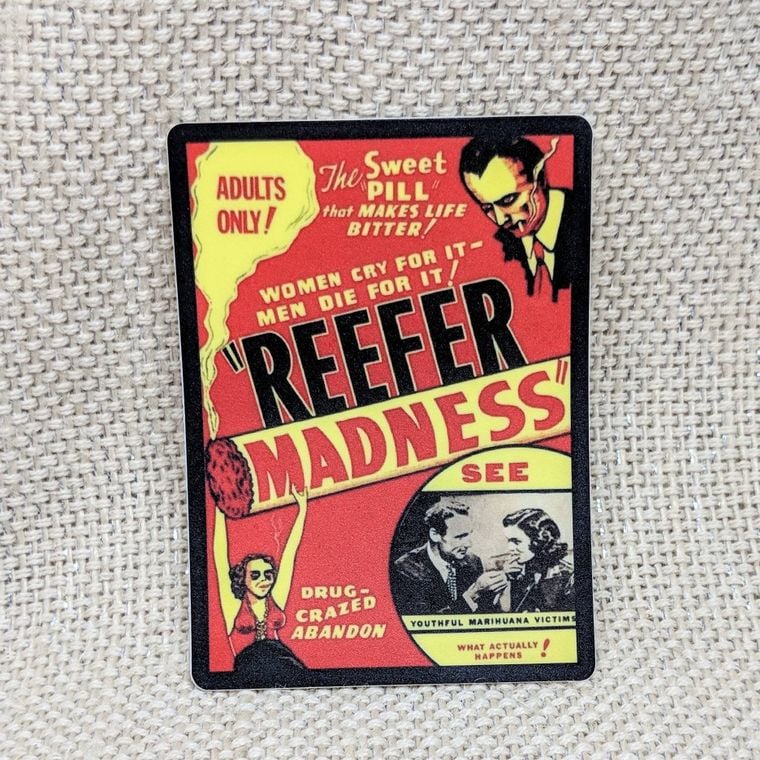 ADULTS
ONLY!
The Sweet
"PILL"
that MAKES LIFE
BITTER!
WOMEN CRY FOR IT-
MEN DIE FOR IT!
"REEFER
MADNESS"
SEE
YOUTHFUL MARIHUANA VICTIMS
WHAT ACTUALLY
HAPPENS!
DRUG-
CRAZED
ABANDON